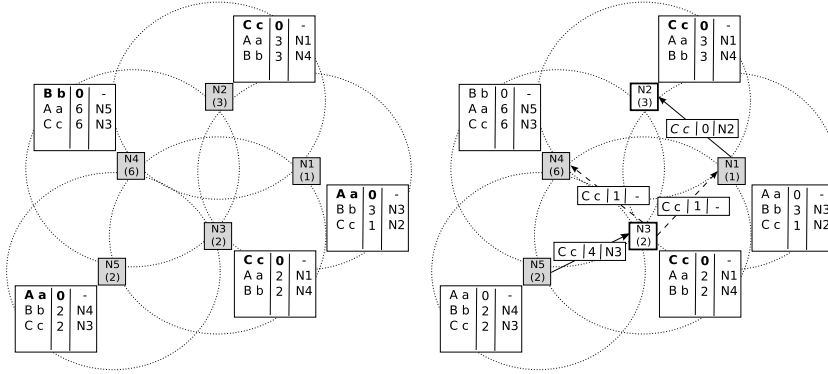 C c 0 -
A a 3 N1
B b 3 N4
N2
(3)
B b 0 -
A a 6 N5
C c 6 N3
N4
(6)
N1
(1)
A a 0 -
B b 3 N3
C c 1 N2
N3
(2)
C c 0 -
A a 2 N1
B b 2 N4
N5
(2)
A a 0 -
B b 2 N4
C c 2 N3
C c 0 -
A a 3 N1
B b 3 N4
N2
(3)
B b 0 -
A a 6 N5
C c 6 N3
C c 0 N2
N4
(6)
N1
(1)
C c 1 -
C c 1 -
A a 0 -
B b 3 N3
C c 1 N2
N3
(2)
C c 4 N3
C c 0 -
A a 2 N1
B b 2 N4
N5
(2)
A a 0 -
B b 2 N4
C c 2 N3